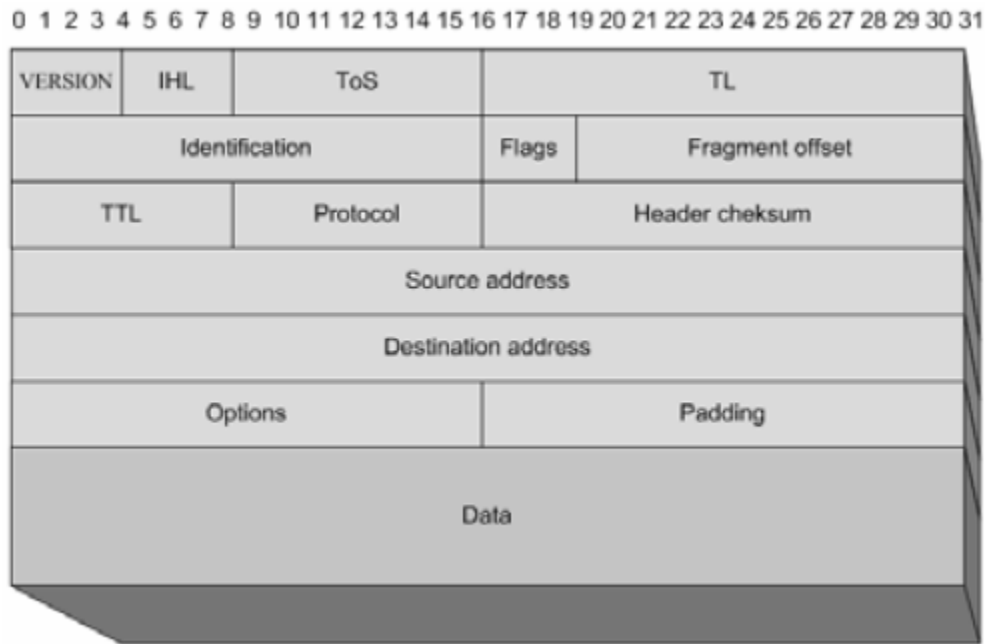 0 1 2 3 4 5 6 7 8 9 10 11 12 13 14 15 16 17 18 19 20 21 22 23 24 25 26 27 28 29 30 31
VERSION IHL ToS TL
Identification Flags Fragment offset
TTL Protocol Header cheksum
Source address
Destination address
Options Padding
Data